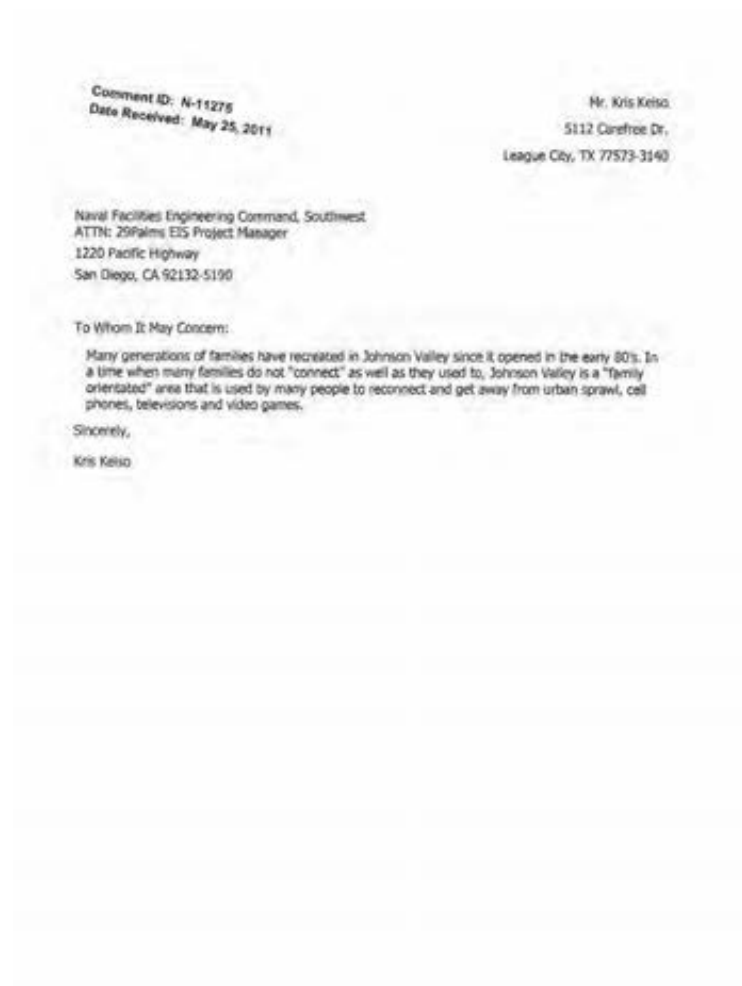 Comment ID: N-11276
Date Received: May 25, 2011
Mr. Kris Kelso
5112 Carefree Dr.
League City, TX 77573-3140
Naval Facilities Engineering Command, Southwest
ATTN: 29Palms EIS Project Manager
1220 Pacific Highway
San Diego, CA 92132-5190
To Whom It May Concern:
Many generations of families have recreated in Johnson Valley since it opened in the early 80's. In
a time when many families do not "connect" as well as they used to, Johnson Valley is a "family
orientated" area that is used by many people to reconnect and get away from urban sprawl, cell
phones, televisions and video games.
Sincerely,
Kris Kelso